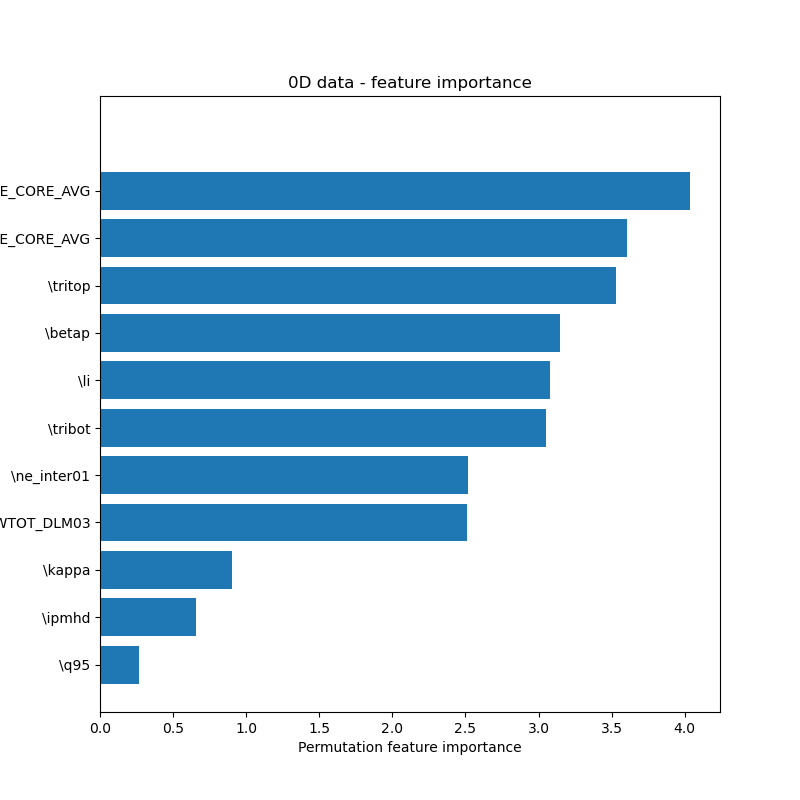 0D data - feature importance
E_CORE_AVG
E_CORE_AVG
\tritop
\betap
\li
\tribot
\ne_inter01
WTOT_DLM03
\kappa
\ipmhd
\q95
0.0 0.5 1.0 1.5 2.0 2.5 3.0 3.5 4.0
Permutation feature importance